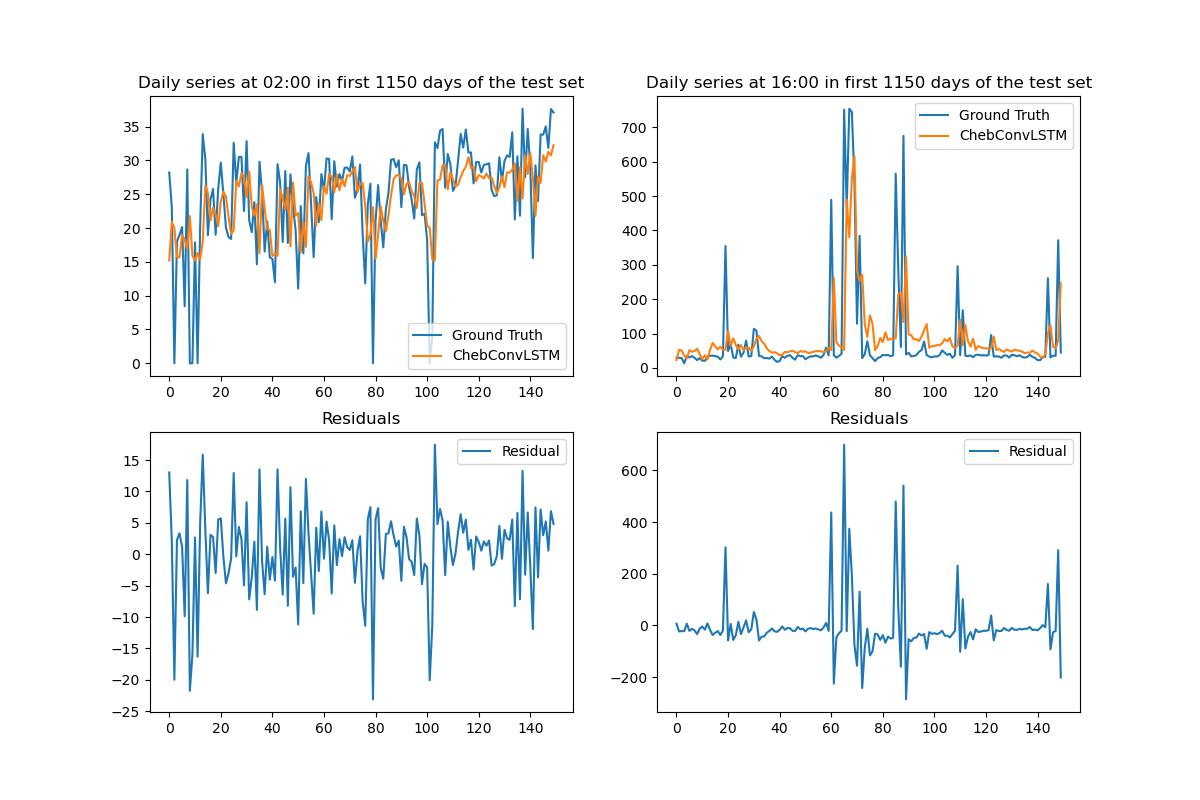 Daily series at 02:00 in first 1150 days of the test set
35
30
25
20
15
10
5
0
Ground Truth
ChebConvLSTM
0 20 40 60 80 100 120 140
Daily series at 16:00 in first 1150 days of the test set
700
600
500
400
300
200
100
0
Ground Truth
ChebConvLSTM
0 20 40 60 80 100 120 140
Residuals
15
10
5
0
−5
−10
−15
−20
−25
Residual
0 20 40 60 80 100 120 140
Residuals
600
400
200
0
−200
Residual
0 20 40 60 80 100 120 140